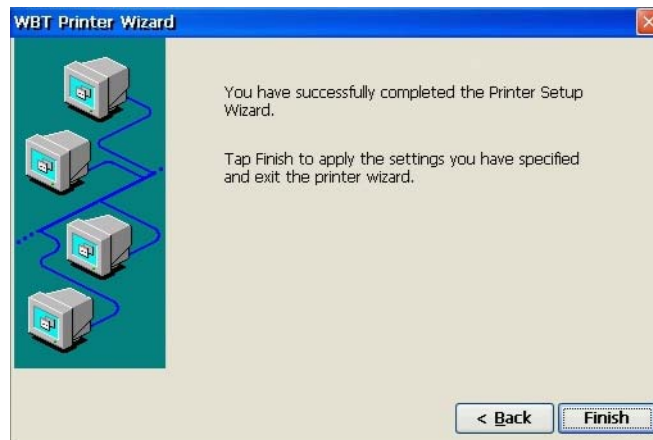 WBT Printer Wizard
You have successfully completed the Printer Setup
Wizard.
Tap Finish to apply the settings you have specified
and exit the printer wizard.
< Back
Finish